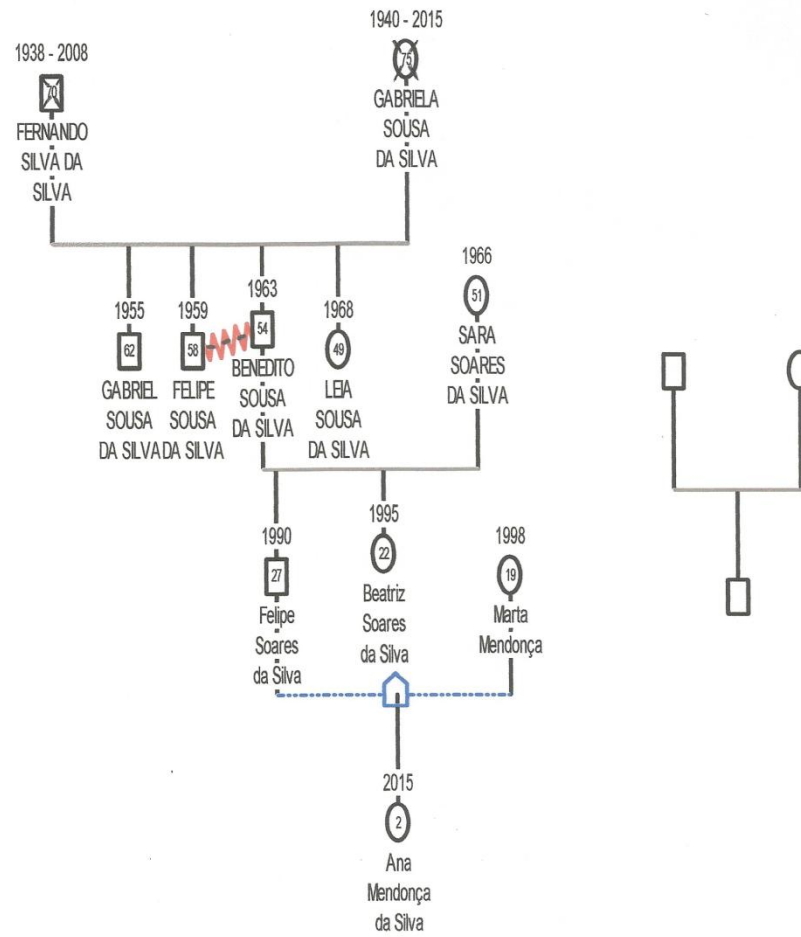 1940 - 2015
75
GABRIELA
SOUSA
DA SILVA
1938 - 2008
70
FERNANDO
SILVA DA
SILVA
1955
62
GABRIEL
SOUSA
DA SILVA
1959
58
FELIPE
SOUSA
DA SILVA
1963
54
BENEDITO
SOUSA
DA SILVA
1968
49
LEIA
SOUSA
DA SILVA
1966
51
SARA
SOARES
DA SILVA
1990
27
Felipe
Soares
da Silva
1995
22
Beatriz
Soares
da Silva
1998
19
Marta
Mendonça
2015
2
Ana
Mendonça
da Silva